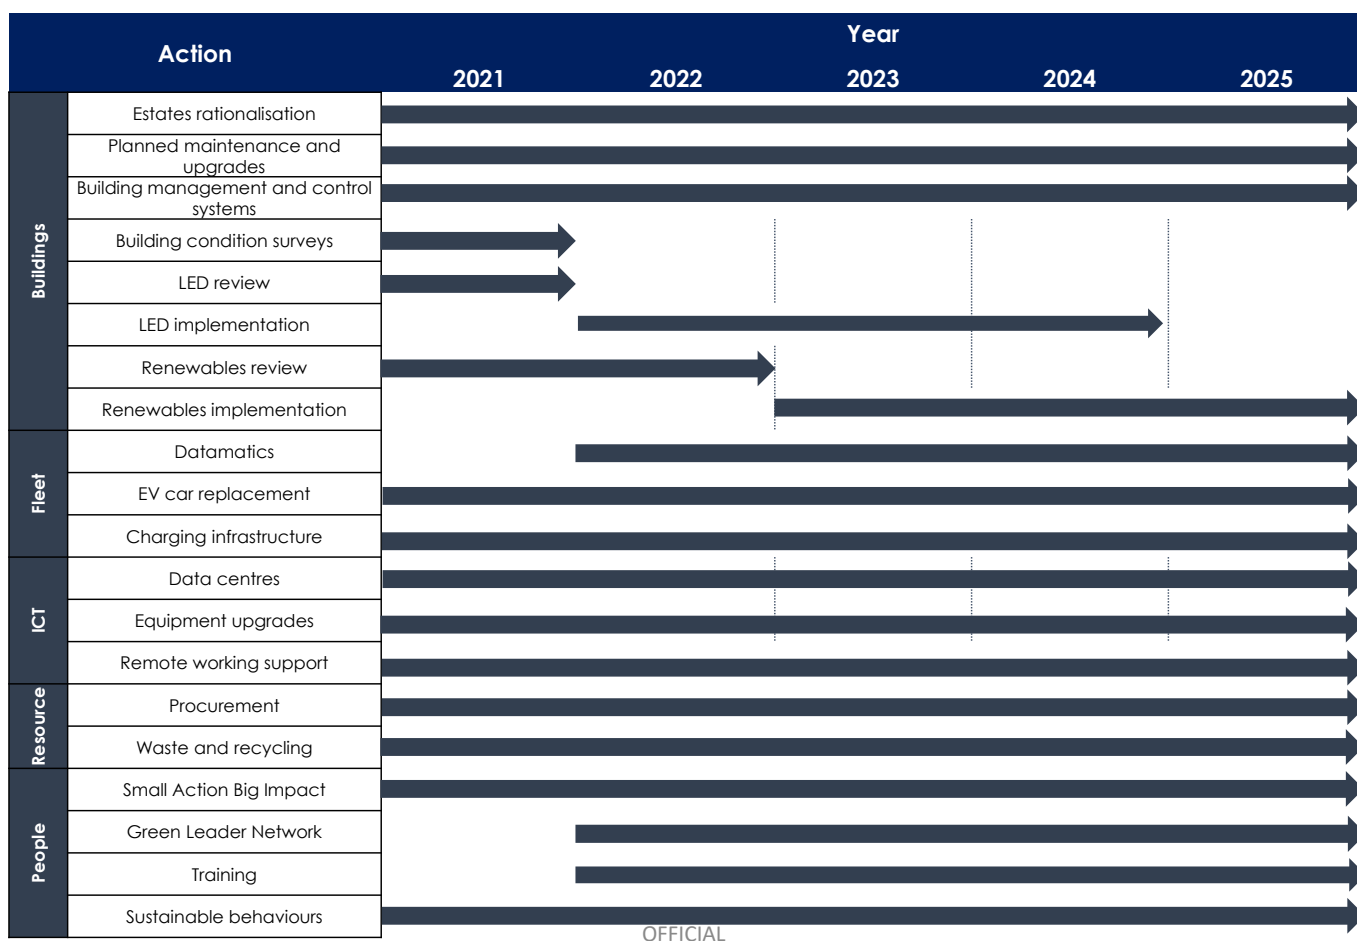 Action
Year
2021 2022 2023 2024 2025
Buildings
Estates rationalisation
Planned maintenance and
upgrades
Building management and control
systems
Building condition surveys
LED review
LED implementation
Renewables review
Renewables implementation
Fleet
Datamatics
EV car replacement
Charging infrastructure
ICT
Data centres
Equipment upgrades
Remote working support
Resource
Procurement
Waste and recycling
People
Small Action Big Impact
Green Leader Network
Training
Sustainable behaviours
OFFICIAL